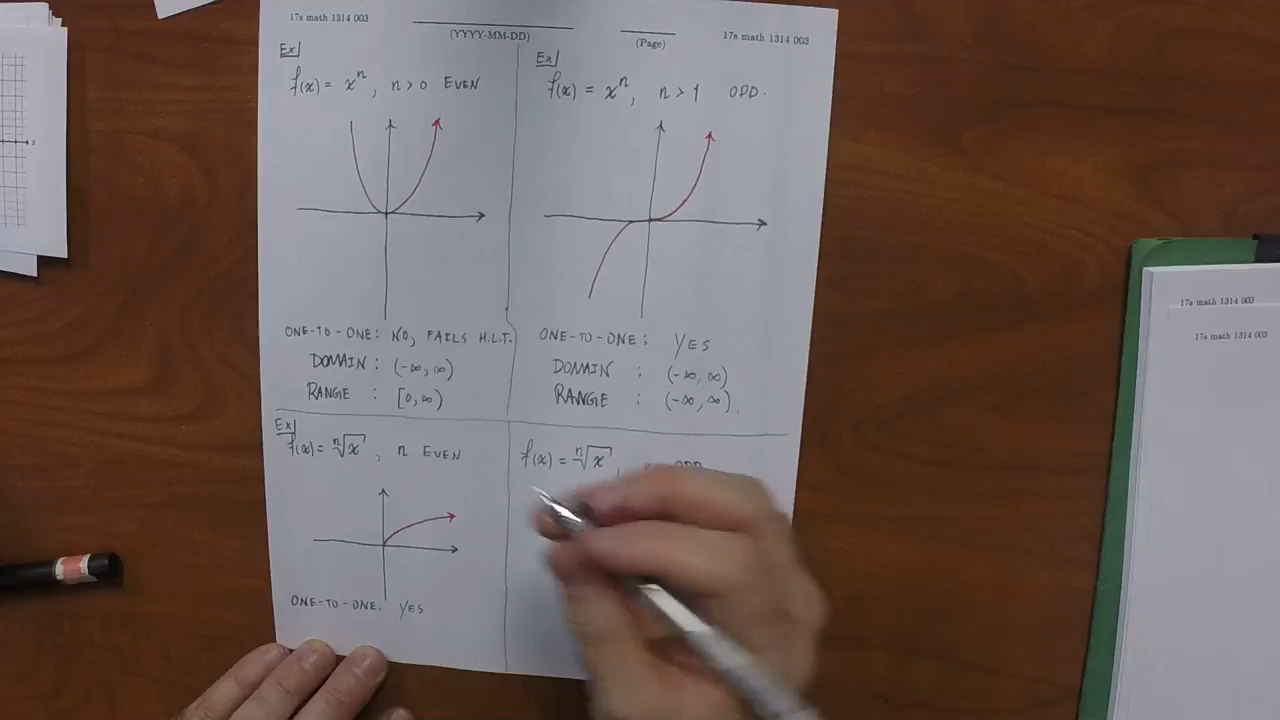 17s math 1314 003
(YYYY-MM-DD)
(Page)
17s math 1314 003
Ex
f(x) = x^n, n > 0 EVEN
ONE-TO-ONE: NO, FAILS H.L.T.
DOMAIN : (-∞, ∞)
RANGE : [0, ∞)
Ex
f(x) = x^n, n > 1 ODD.
ONE-TO-ONE: YES
DOMAIN : (-∞, ∞)
RANGE : (-∞, ∞).
Ex
f(x) = ⁿ√x, n EVEN
ONE-TO-ONE: YES
f(x) = ⁿ√x,
17s math 1314 003
17s math 1314 003